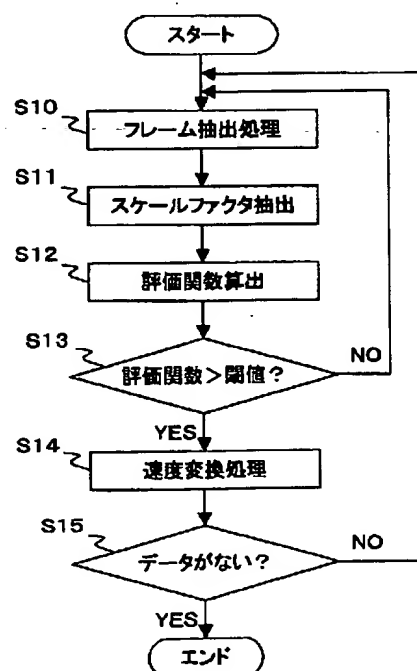 スタート
S10
フレーム抽出処理
S11
スケールファクタ抽出
S12
評価関数算出
S13
評価関数>閾値?
NO
YES
S14
速度変換処理
S15
データがない?
NO
YES
エンド